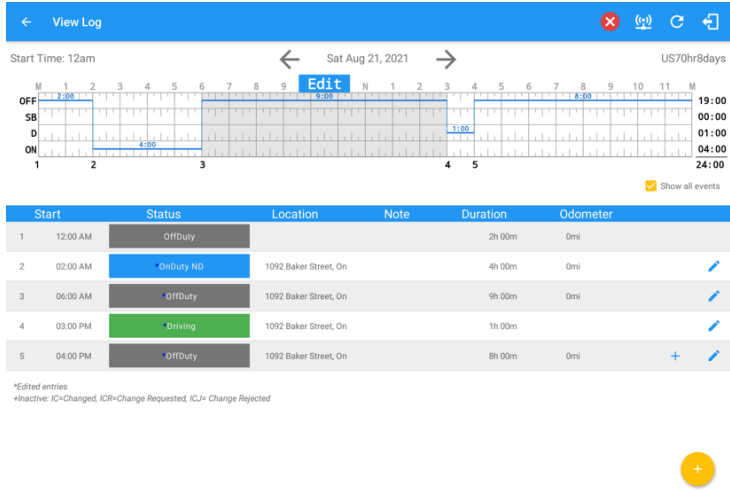 View Log
Start Time: 12am
Sat Aug 21, 2021
US70hr8days
M 1 2 3 4 5 6 7 8 9 Edit N 1 2 3 4 5 6 7 8 9 10 11 M
OFF 2:00 9:00 8:00 19:00
SB 00:00
D 1:00 01:00
ON 4:00 04:00
1 2 3 4 5 24:00
Show all events
Start Status Location Note Duration Odometer
1 12:00 AM OffDuty 2h 00m 0mi
2 02:00 AM *OnDuty ND 1092 Baker Street, On 4h 00m 0mi
3 06:00 AM *OffDuty 1092 Baker Street, On 9h 00m 0mi
4 03:00 PM *Driving 1092 Baker Street, On 1h 00m
5 04:00 PM *OffDuty 1092 Baker Street, On 8h 00m 0mi
*Edited entries
+Inactive: IC=Changed, ICR=Change Requested, ICJ= Change Rejected